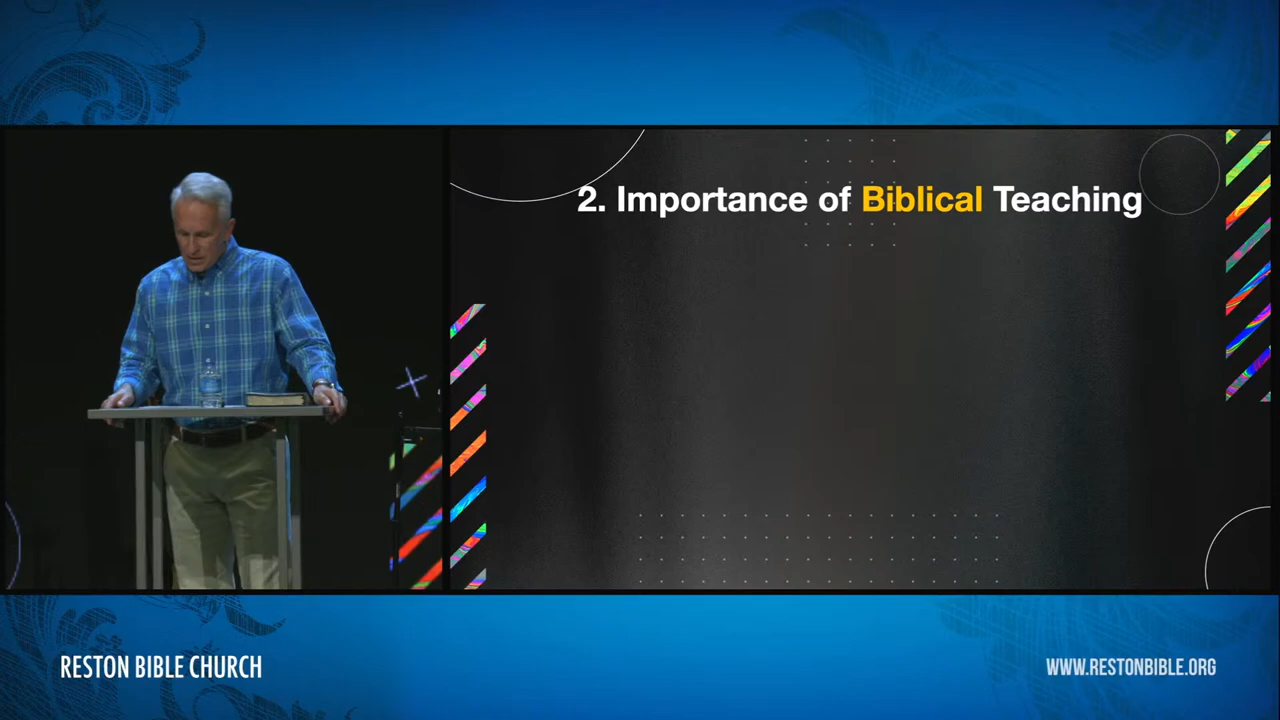 2. Importance of Biblical Teaching
RESTON BIBLE CHURCH
WWW.RESTONBIBLE.ORG